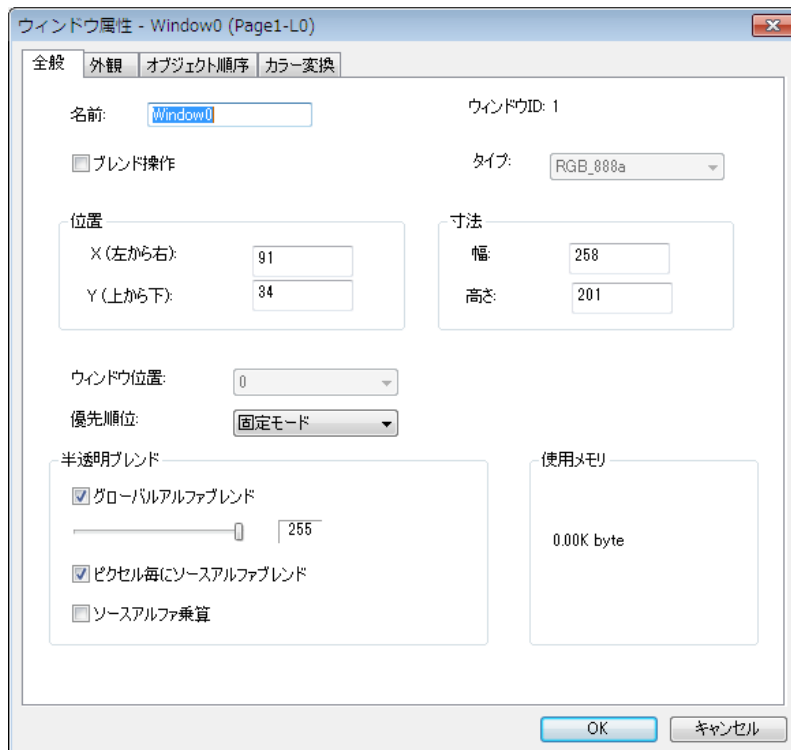 ウィンドウ属性 - Window0 (Page1-L0)
全般 外観 オブジェクト順序 カラー変換
名前: Window0 ウィンドウID: 1
ブレンド操作 タイプ: RGB_888a
位置 寸法
X (左から右): 91 幅: 258
Y (上から下): 34 高さ: 201
ウィンドウ位置: 0
優先順位: 固定モード
半透明ブレンド 使用メモリ
グローバルアルファブレンド
255 0.00K byte
ピクセル毎にソースアルファブレンド
ソースアルファ乗算
OK キャンセル